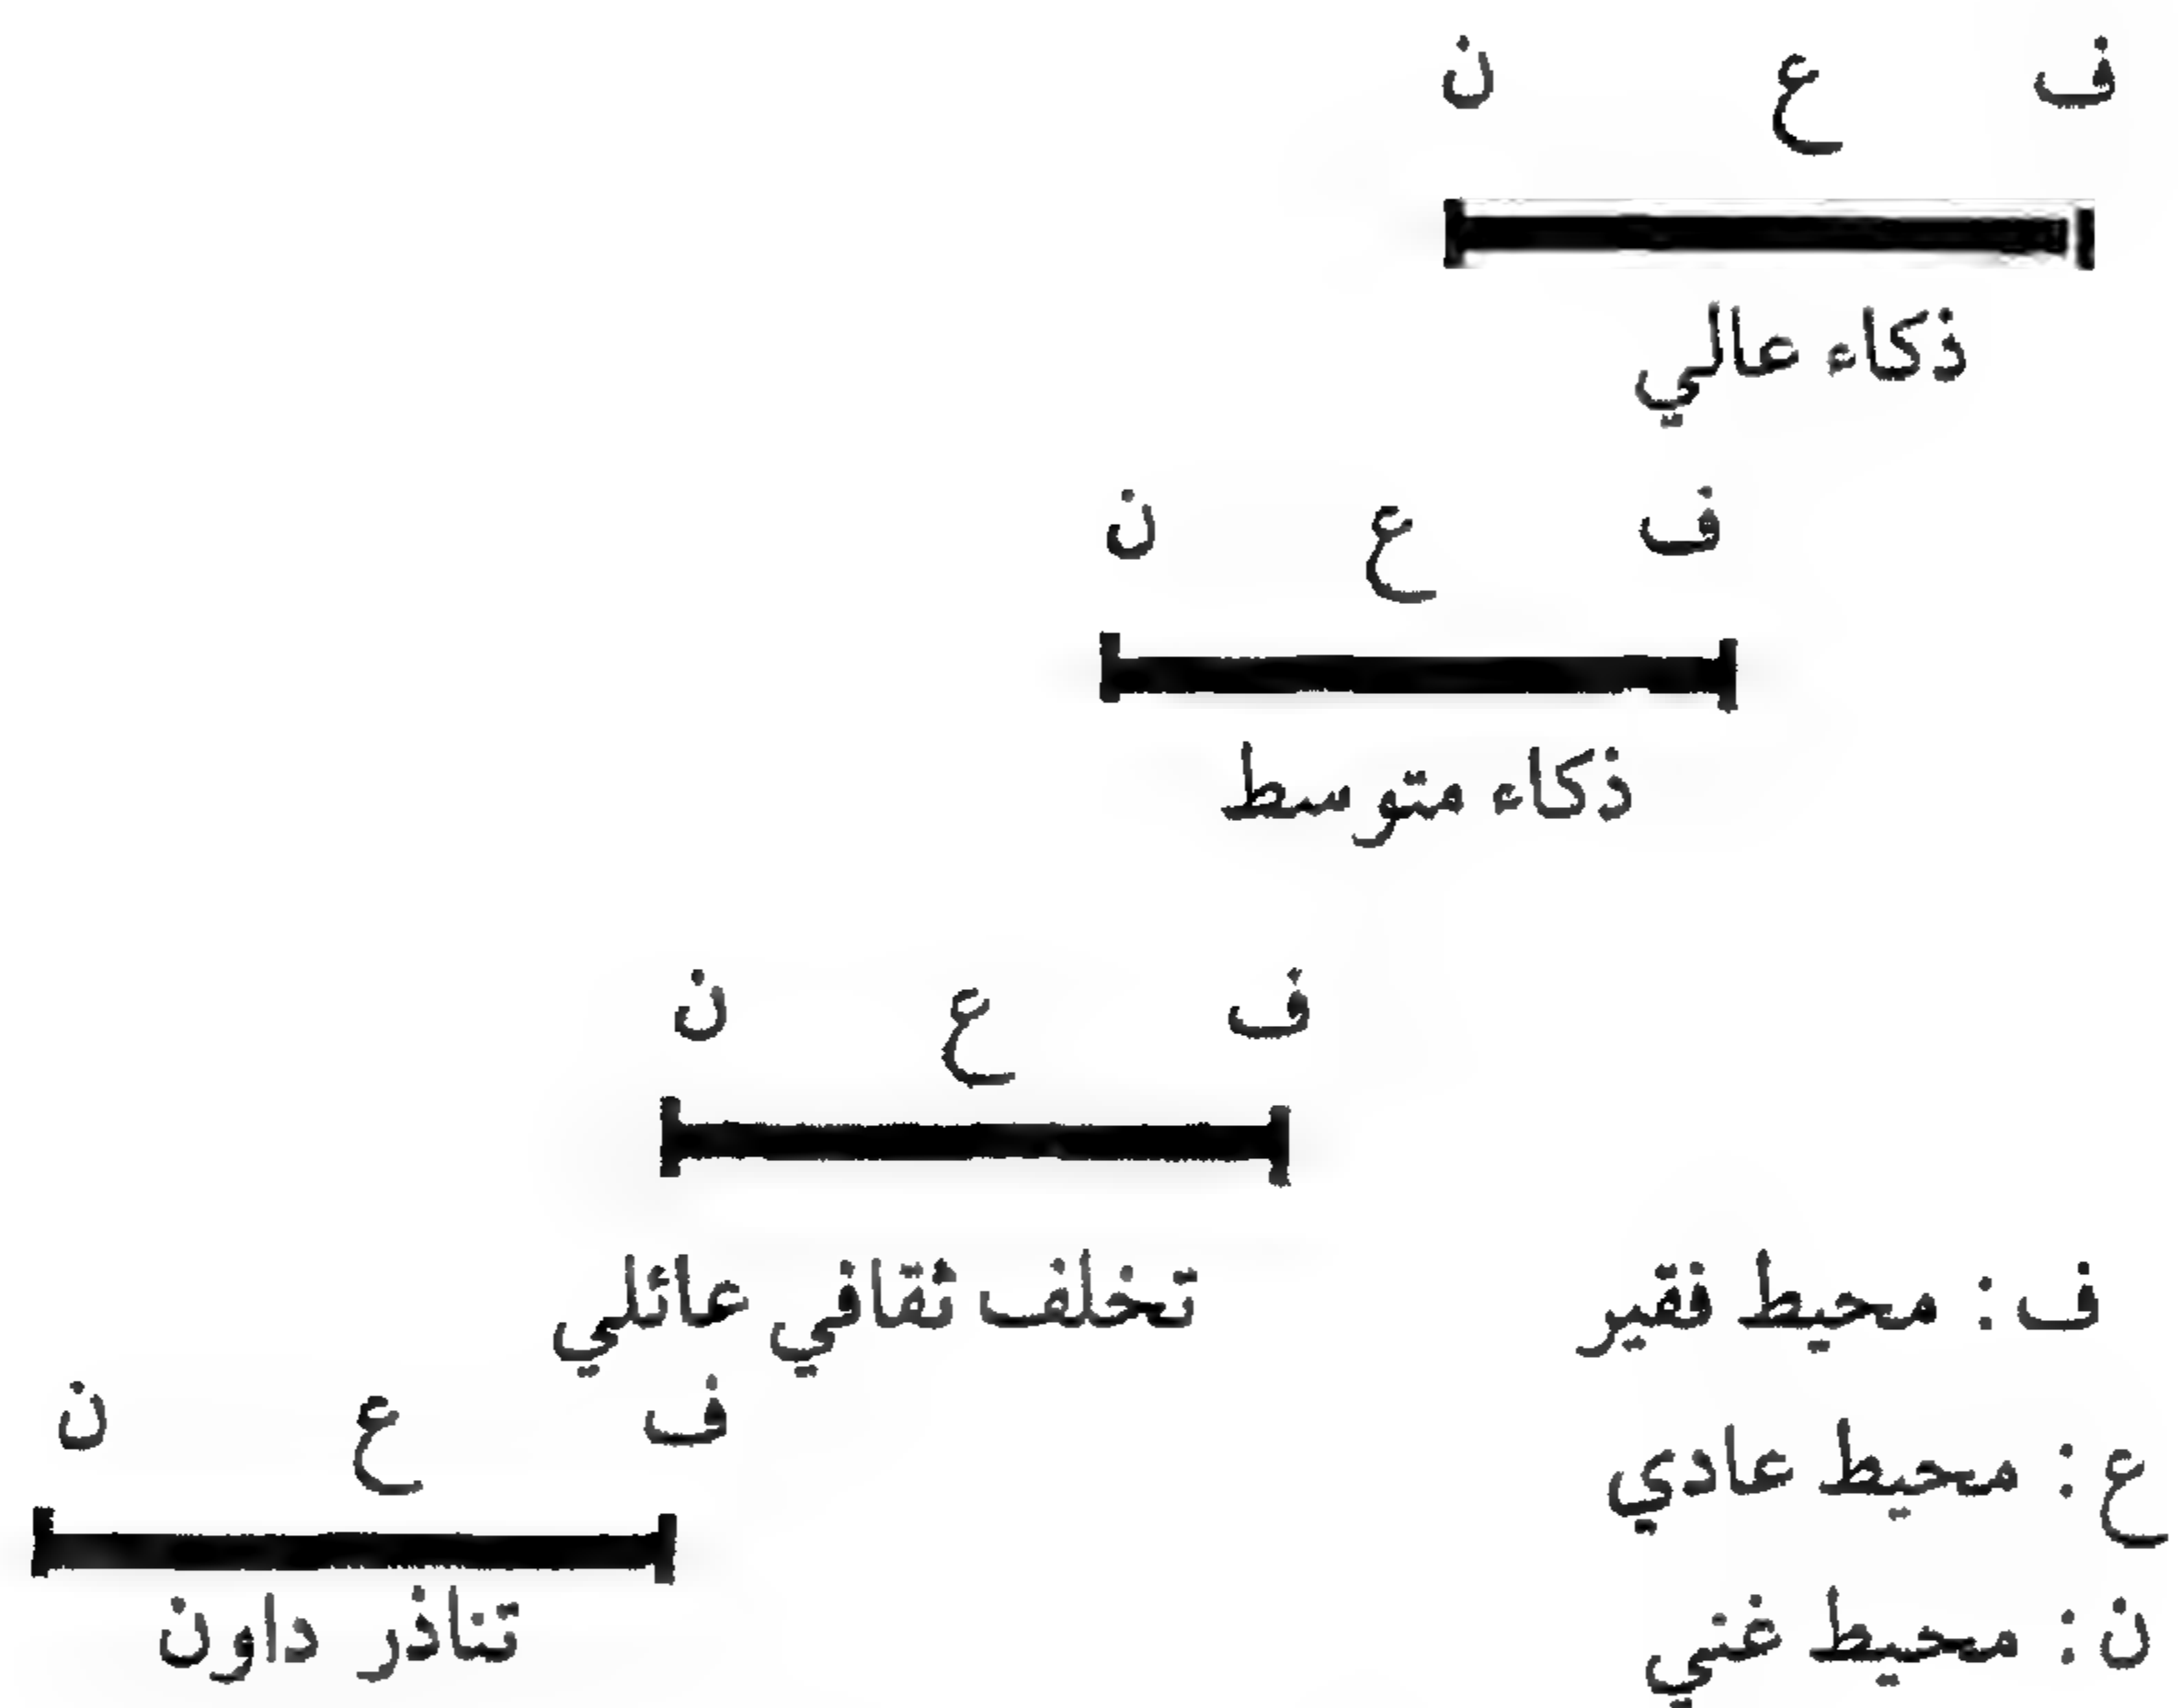 ف ع ن
ذكاء عالي
ف ع ن
ذكاء متوسط
ف ع ن
تخلف ثقافي عائلي
ف ع ن
تناذر داون
ف : محيط فقير
ع : محيط عادي
ن : محيط غني